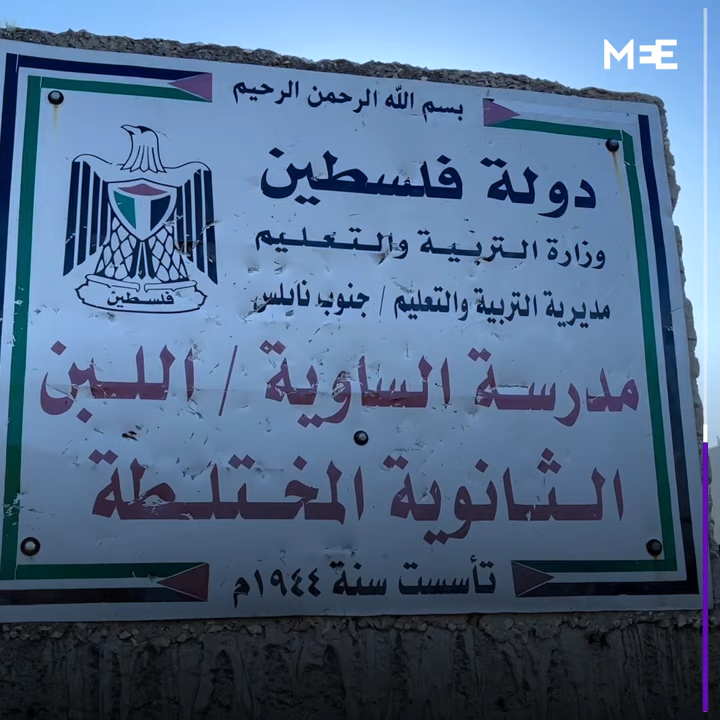 MEE
بسم الله الرحمن الرحيم
دولة فلسطين
وزارة التربية والتعليم
مديرية التربية والتعليم / جنوب نابلس
فلسطين
مدرسة الساوية / اللبن
الثانوية المختلطة
تأسست سنة ١٩٤٤م